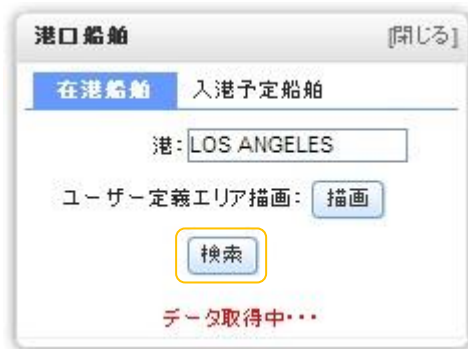 港口船舶 [閉じる]
在港船舶 入港予定船舶
港: LOS ANGELES
ユーザー定義エリア描画: 描画
検索
データ取得中・・・